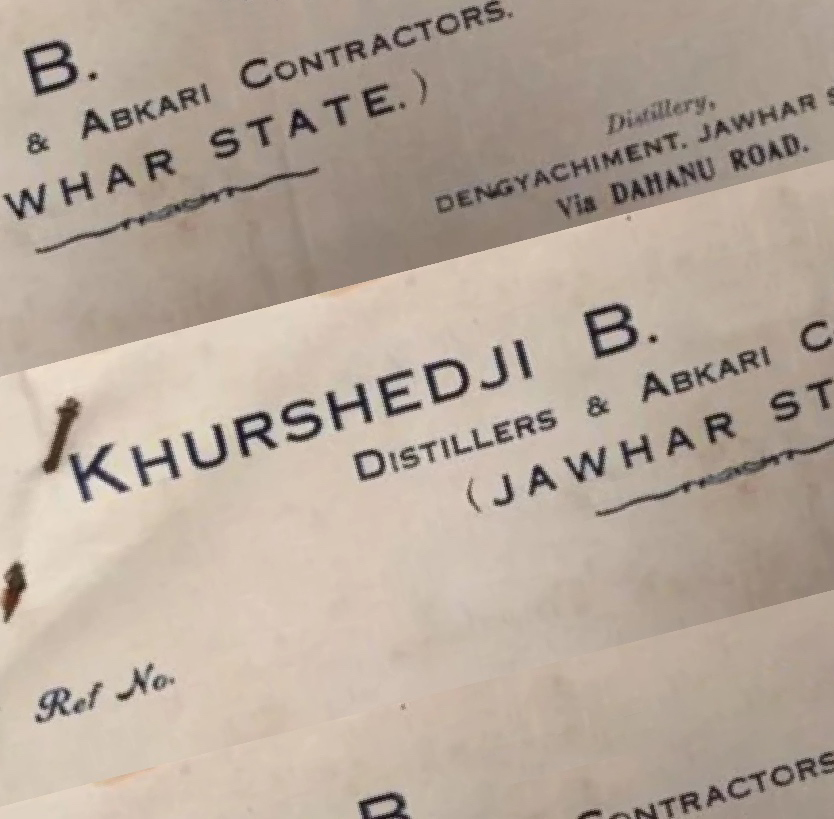 B.
& ABKARI CONTRACTORS.
WHAR STATE.)
Distillery,
DENGYACHIMENT. JAWHAR S
Via DAHANU ROAD.
KHURSHEDJI B.
DISTILLERS & ABKARI C
(JAWHAR ST
Ref No.
B
CONTRACTORS